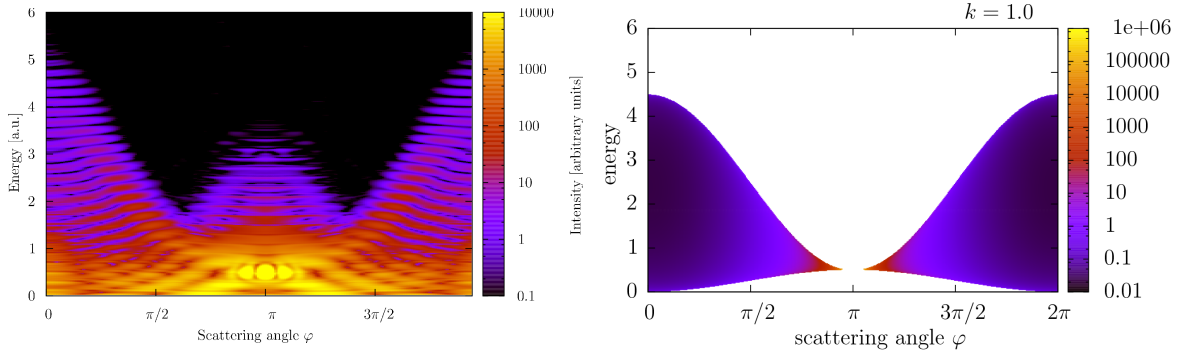 6
5
4
3
2
1
0
Energy [a.u.]
0
π/2
π
3π/2
Scattering angle φ
10000
1000
100
10
1
0.1
Intensity [arbitrary units]
k = 1.0
6
5
4
3
2
1
0
energy
0
π/2
π
3π/2
2π
scattering angle φ
1e+06
100000
10000
1000
100
10
1
0.1
0.01